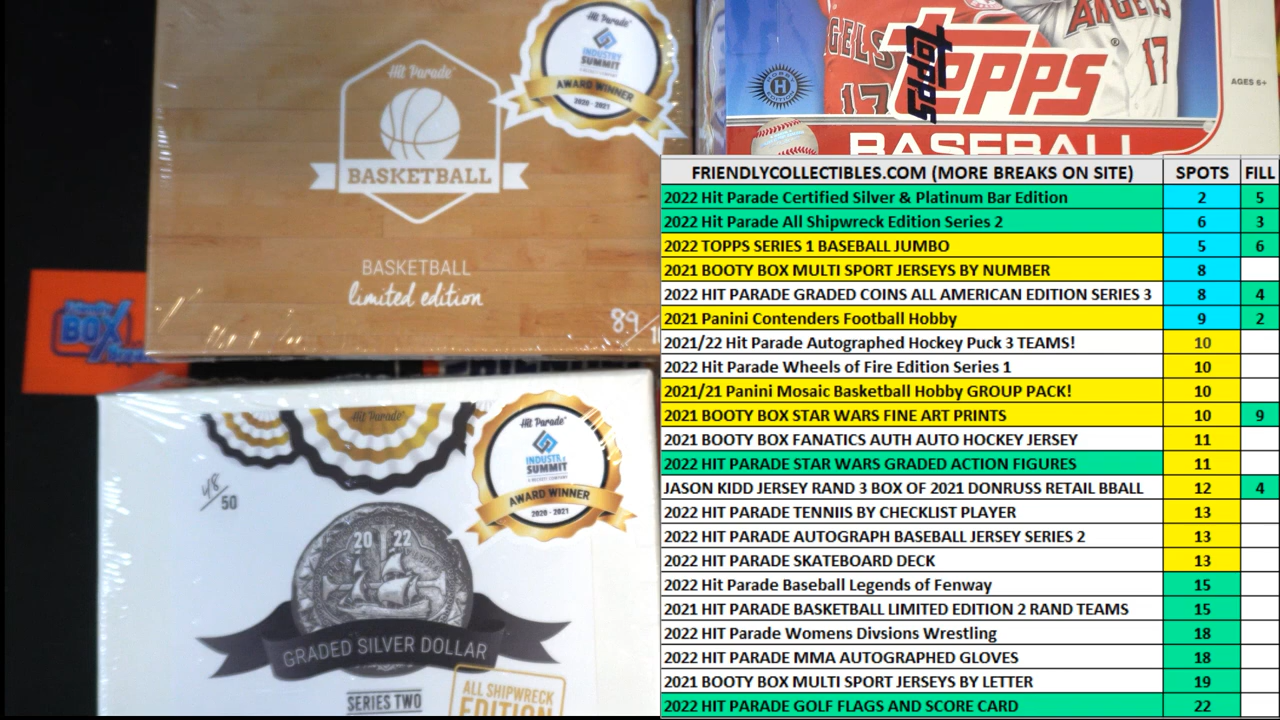 Hit Parade
BASKETBALL
BASKETBALL
limited edition
89/
Hit Parade
INDUSTRY
SUMMIT
AWARD WINNER
2020 - 2021
GELS
17
ANGELS
17
HOBBY
H
EDITION
topps
TOPPS
BASEBALL
AGES 6+
BOX
Hit Parade
48/50
Hit Parade
INDUSTRY
SUMMIT
AWARD WINNER
2020 - 2021
20 22
GRADED SILVER DOLLAR
SERIES TWO
ALL SHIPWRECK
EDITION
FRIENDLYCOLLECTIBLES.COM (MORE BREAKS ON SITE) SPOTS FILL
2022 Hit Parade Certified Silver & Platinum Bar Edition 2 5
2022 Hit Parade All Shipwreck Edition Series 2 6 3
2022 TOPPS SERIES 1 BASEBALL JUMBO 5 6
2021 BOOTY BOX MULTI SPORT JERSEYS BY NUMBER 8
2022 HIT PARADE GRADED COINS ALL AMERICAN EDITION SERIES 3 8 4
2021 Panini Contenders Football Hobby 9 2
2021/22 Hit Parade Autographed Hockey Puck 3 TEAMS! 10
2022 Hit Parade Wheels of Fire Edition Series 1 10
2021/21 Panini Mosaic Basketball Hobby GROUP PACK! 10
2021 BOOTY BOX STAR WARS FINE ART PRINTS 10 9
2021 BOOTY BOX FANATICS AUTH AUTO HOCKEY JERSEY 11
2022 HIT PARADE STAR WARS GRADED ACTION FIGURES 11
JASON KIDD JERSEY RAND 3 BOX OF 2021 DONRUSS RETAIL BBALL 12 4
2022 HIT PARADE TENNIIS BY CHECKLIST PLAYER 13
2022 HIT PARADE AUTOGRAPH BASEBALL JERSEY SERIES 2 13
2022 HIT PARADE SKATEBOARD DECK 13
2022 Hit Parade Baseball Legends of Fenway 15
2021 HIT PARADE BASKETBALL LIMITED EDITION 2 RAND TEAMS 15
2022 HIT Parade Womens Divsions Wrestling 18
2022 HIT PARADE MMA AUTOGRAPHED GLOVES 18
2021 BOOTY BOX MULTI SPORT JERSEYS BY LETTER 19
2022 HIT PARADE GOLF FLAGS AND SCORE CARD 22